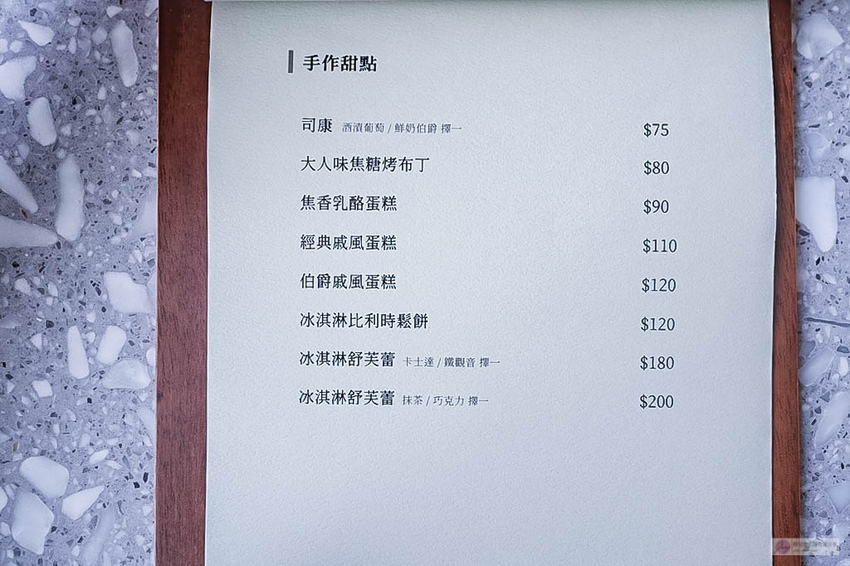 手作甜點
司康 酒漬葡萄 / 鮮奶伯爵 擇一 $75
大人味焦糖烤布丁 $80
焦香乳酪蛋糕 $90
經典戚風蛋糕 $110
伯爵戚風蛋糕 $120
冰淇淋比利時鬆餅 $120
冰淇淋舒芙蕾 卡士達 / 鐵觀音 擇一 $180
冰淇淋舒芙蕾 抹茶 / 巧克力 擇一 $200